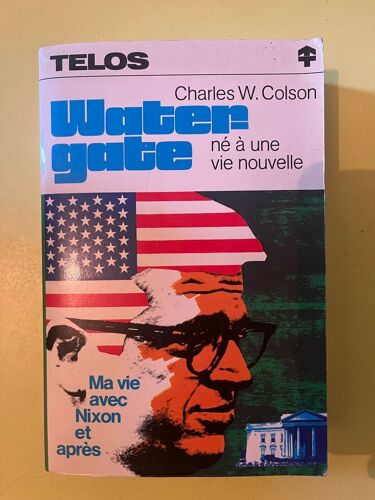 TELOS
Charles W. Colson
Water
gate
né à une
vie nouvelle
Ma vie
avec
Nixon
et
après